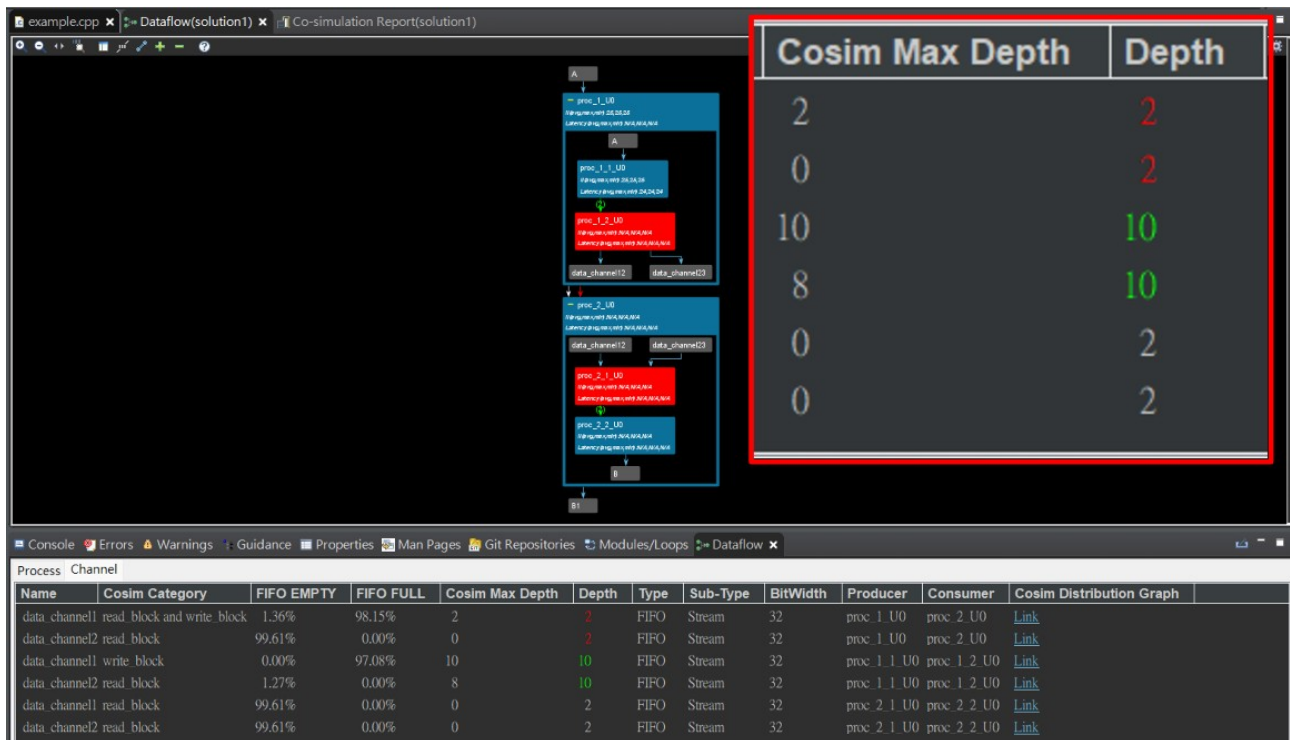 example.cpp
Dataflow(solution1)
Co-simulation Report(solution1)
A
proc_1_U0
A
proc_1_1_U0
proc_1_2_U0
data_channel12 data_channel23
proc_2_U0
data_channel12 data_channel23
proc_2_1_U0
proc_2_2_U0
B
B1
Cosim Max Depth Depth
2 2
0 2
10 10
8 10
0 2
0 2
Console Errors Warnings Guidance Properties Man Pages Git Repositories Modules/Loops Dataflow
Process Channel
Name Cosim Category FIFO EMPTY FIFO FULL Cosim Max Depth Depth Type Sub-Type BitWidth Producer Consumer Cosim Distribution Graph
data_channel1 read_block and write_block 1.36% 98.15% 2 2 FIFO Stream 32 proc_1_U0 proc_2_U0 Link
data_channel2 read_block 99.61% 0.00% 0 2 FIFO Stream 32 proc_1_U0 proc_2_U0 Link
data_channel1 write_block 0.00% 97.08% 10 10 FIFO Stream 32 proc_1_1_U0 proc_1_2_U0 Link
data_channel2 read_block 1.27% 0.00% 8 10 FIFO Stream 32 proc_1_1_U0 proc_1_2_U0 Link
data_channel1 read_block 99.61% 0.00% 0 2 FIFO Stream 32 proc_2_1_U0 proc_2_2_U0 Link
data_channel2 read_block 99.61% 0.00% 0 2 FIFO Stream 32 proc_2_1_U0 proc_2_2_U0 Link